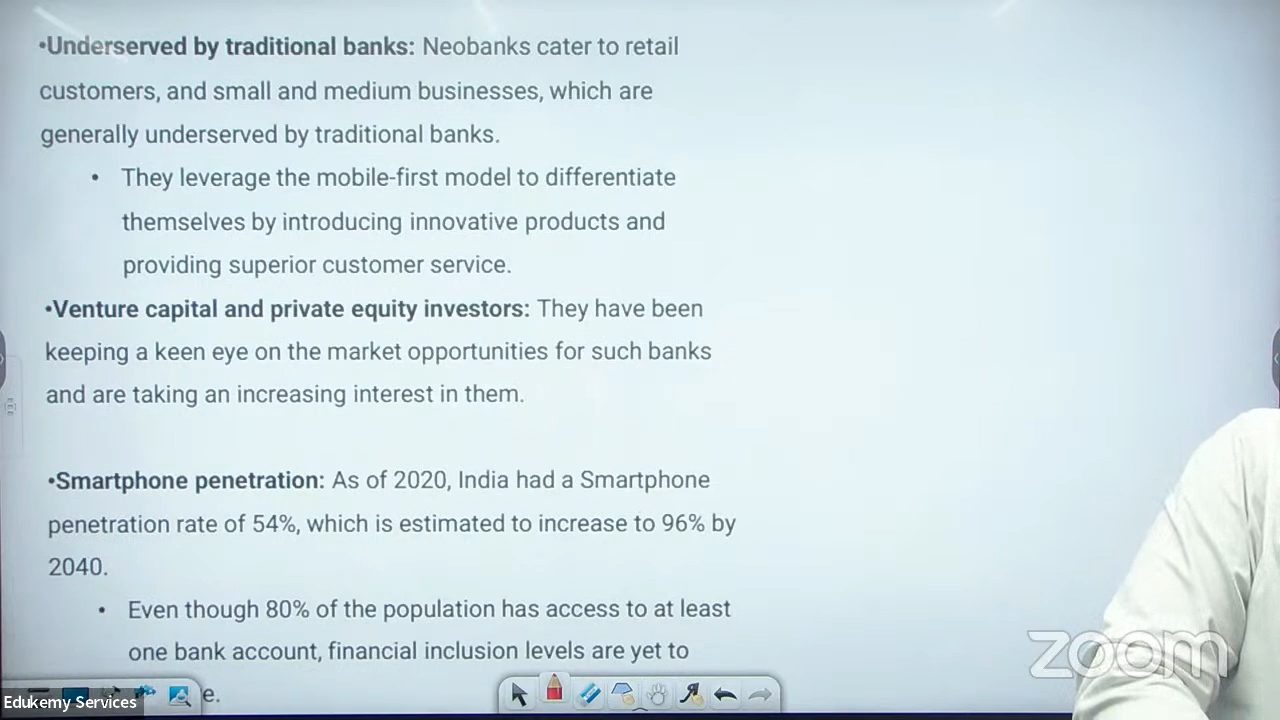 •Underserved by traditional banks: Neobanks cater to retail
customers, and small and medium businesses, which are
generally underserved by traditional banks.
• They leverage the mobile-first model to differentiate
themselves by introducing innovative products and
providing superior customer service.
•Venture capital and private equity investors: They have been
keeping a keen eye on the market opportunities for such banks
and are taking an increasing interest in them.
•Smartphone penetration: As of 2020, India had a Smartphone
penetration rate of 54%, which is estimated to increase to 96% by
2040.
• Even though 80% of the population has access to at least
one bank account, financial inclusion levels are yet to
e.
zoom
Edukemy Services